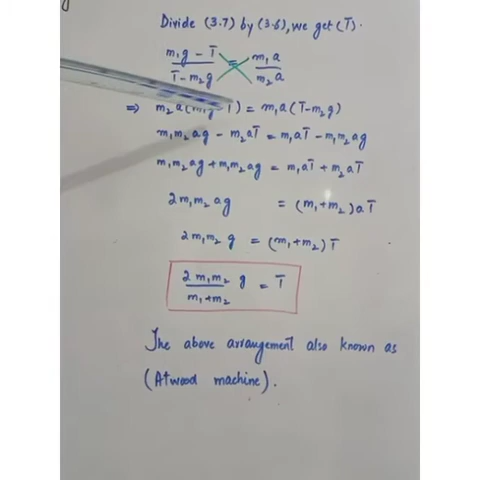 Divide (3.7) by (3.6), we get (T).
m₁g - T / T - m₂g = m₁a / m₂a
⇒ m₂a(m₁g - T) = m₁a(T - m₂g)
m₁m₂ag - m₂aT = m₁aT - m₁m₂ag
m₁m₂ag + m₁m₂ag = m₁aT + m₂aT
2m₁m₂ag = (m₁+m₂)aT
2m₁m₂g = (m₁+m₂)T
2m₁m₂ / m₁+m₂ g = T
The above arrangement also known as
(Atwood machine).